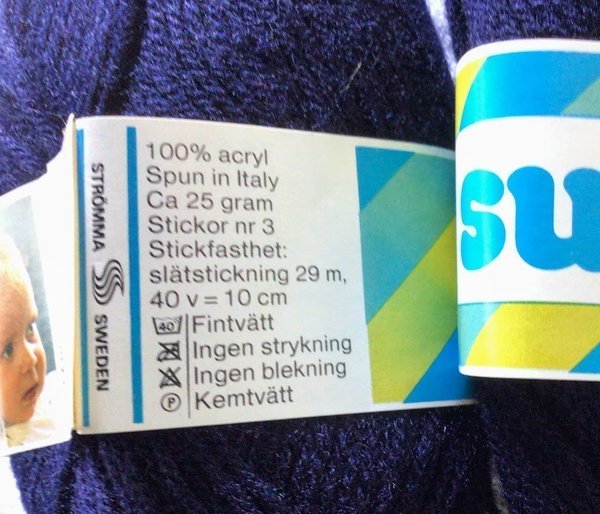 STRÖMMA SWEDEN
100% acryl
Spun in Italy
Ca 25 gram
Stickor nr 3
Stickfasthet:
slätstickning 29 m,
40 v = 10 cm
40 Fintvätt
Ingen strykning
Ingen blekning
P Kemtvätt
su